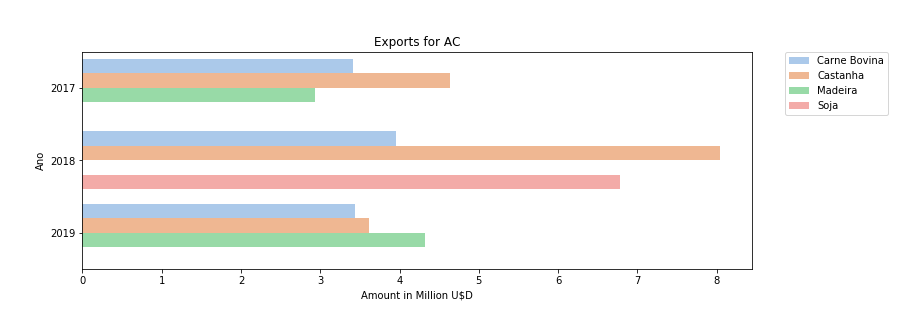 Exports for AC
Carne Bovina
Castanha
Madeira
Soja
Ano
2017
2018
2019
0 1 2 3 4 5 6 7 8
Amount in Million U$D